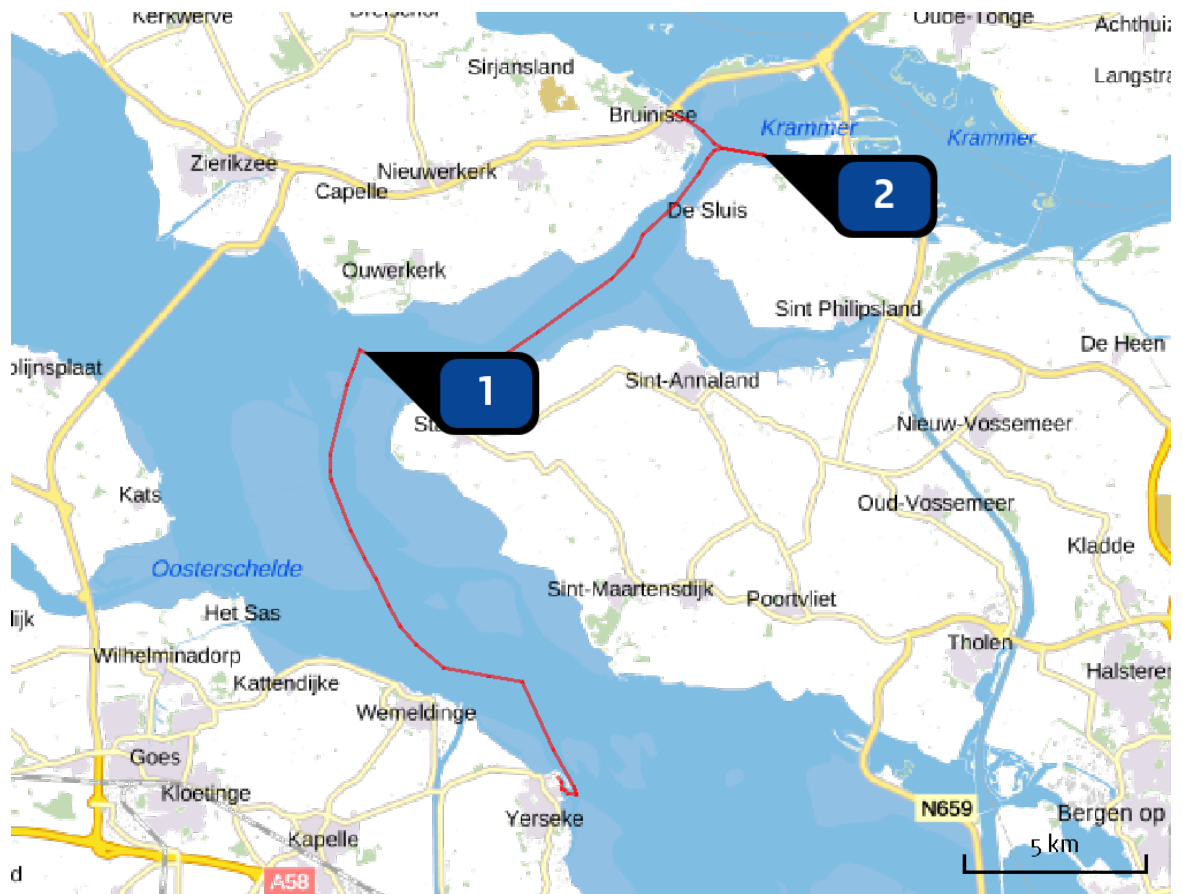 Kerkwerve
Oude-Tonge
Achthuiz
Sirjansland
Langstra
Bruinisse
Krammer
Krammer
Zierikzee
Nieuwerkerk
Capelle
2
De Sluis
Ouwerkerk
Sint Philipsland
De Heen
olijnsplaat
Sint-Annaland
1
Nieuw-Vossemeer
Kats
Oud-Vossemeer
Kladde
Oosterschelde
Sint-Maartensdijk
Poortvliet
Het Sas
lijk
Tholen
Wilhelminadorp
Halsteren
Kattendijke
Wemeldinge
Goes
Kloetinge
N659
Bergen op
Yerseke
Kapelle
5 km
A58
d